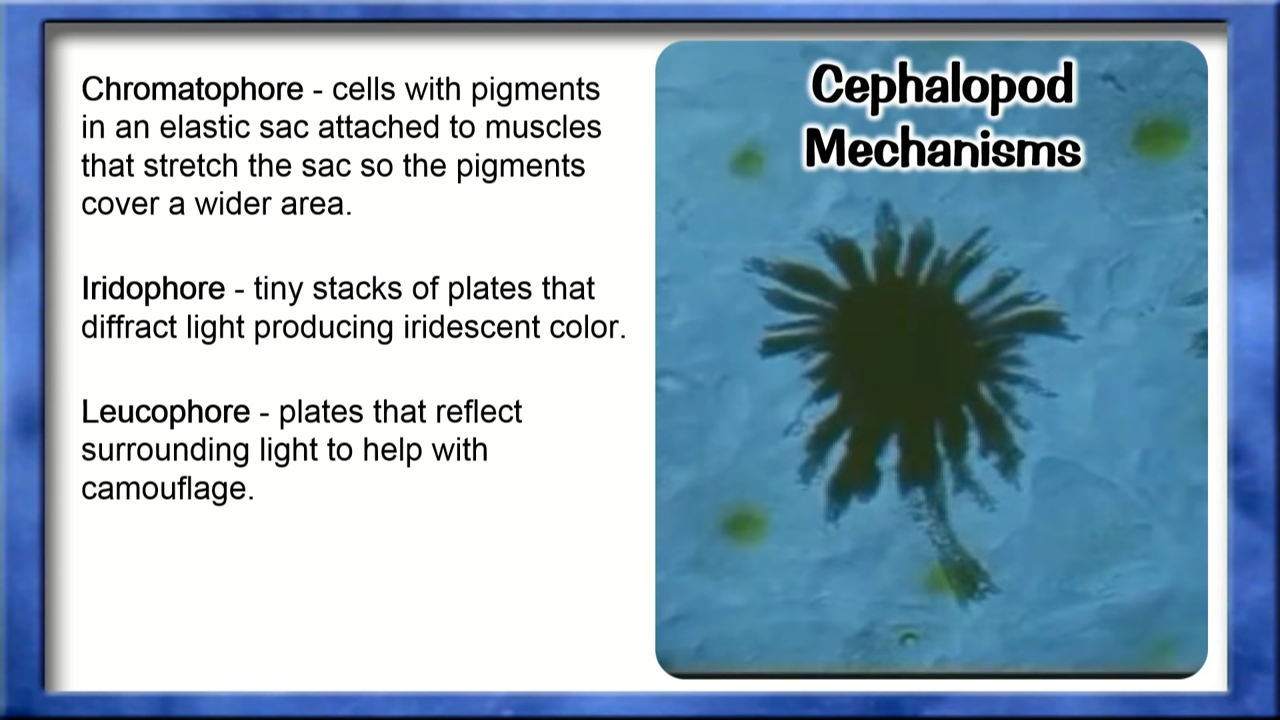 Chromatophore - cells with pigments
in an elastic sac attached to muscles
that stretch the sac so the pigments
cover a wider area.
Iridophore - tiny stacks of plates that
diffract light producing iridescent color.
Leucophore - plates that reflect
surrounding light to help with
camouflage.
Cephalopod
Mechanisms